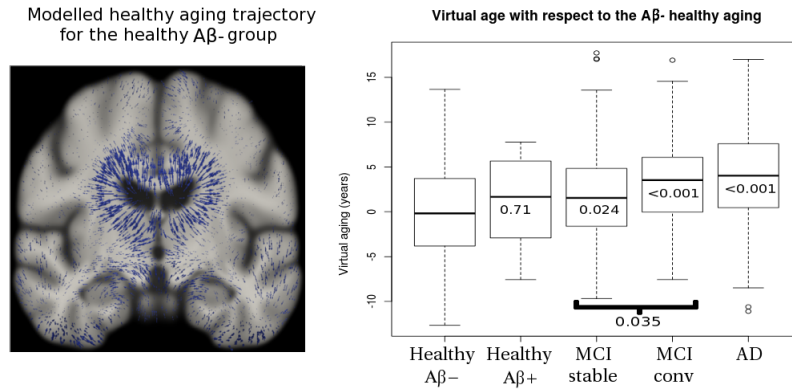 Modelled healthy aging trajectory
for the healthy Aβ- group
Virtual age with respect to the Aβ- healthy aging
Virtual aging (years)
15
10
5
0
-5
-10
0.71
0.024
<0.001
<0.001
0.035
Healthy
Aβ−
Healthy
Aβ+
MCI
stable
MCI
conv
AD